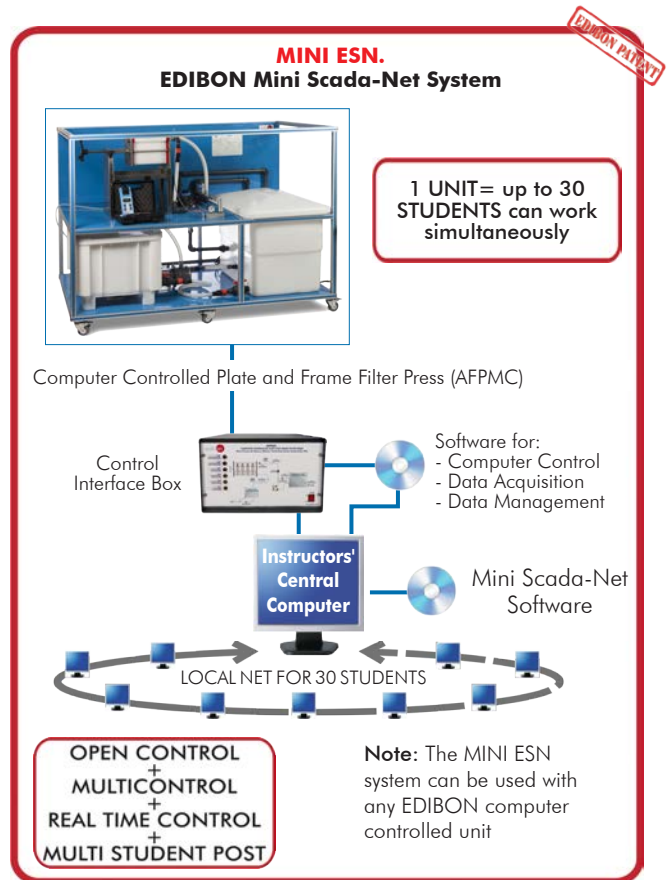 EDIBON PATENT
MINI ESN.
EDIBON Mini Scada-Net System
1 UNIT= up to 30
STUDENTS can work
simultaneously
Computer Controlled Plate and Frame Filter Press (AFPMC)
Control
Interface Box
Software for:
- Computer Control
- Data Acquisition
- Data Management
Instructors'
Central
Computer
Mini Scada-Net
Software
LOCAL NET FOR 30 STUDENTS
OPEN CONTROL
+
MULTICONTROL
+
REAL TIME CONTROL
+
MULTI STUDENT POST
Note: The MINI ESN
system can be used with
any EDIBON computer
controlled unit